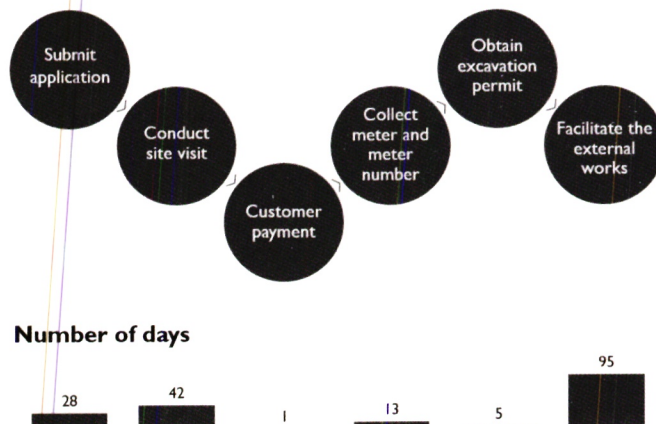 Submit
application
Conduct
site visit
Customer
payment
Collect
meter and
meter
number
Obtain
excavation
permit
Facilitate the
external
works
Number of days
28
42
1
13
5
95